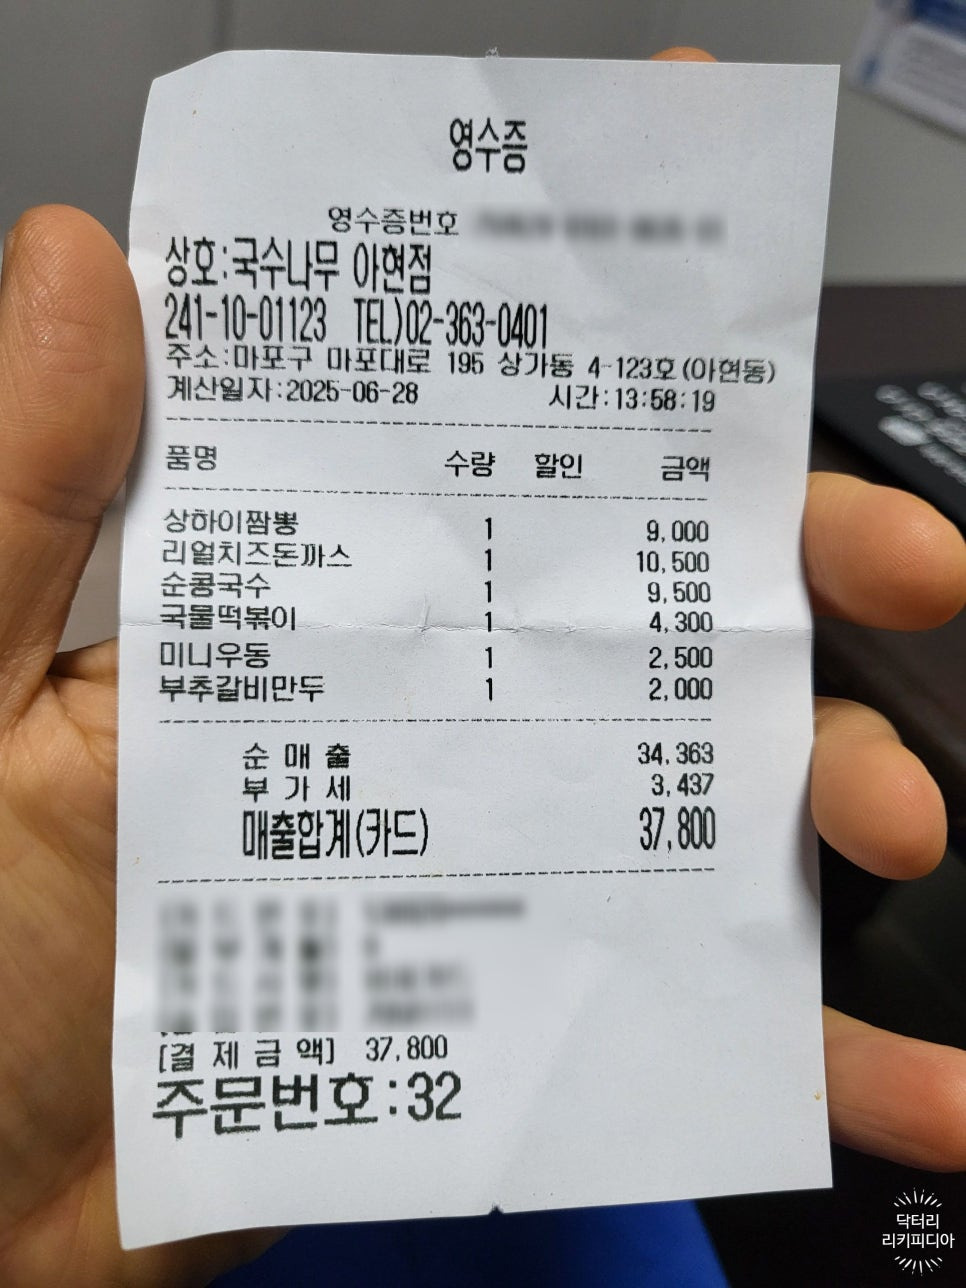 영수증
영수증번호
상호:국수나무 아현점
241-10-01123 TEL)02-363-0401
주소:마포구 마포대로 195 상가동 4-123호(아현동)
계산일자:2025-06-28 시간:13:58:19
품명 수량 할인 금액
상하이짬뽕 1 9,000
리얼치즈돈까스 1 10,500
순콩국수 1 9,500
국물떡볶이 1 4,300
미니우동 1 2,500
부추갈비만두 1 2,000
순 매 출 34,363
부 가 세 3,437
매출합계(카드) 37,800
[결 제 금 액] 37,800
주문번호:32
닥터리
리키피디아